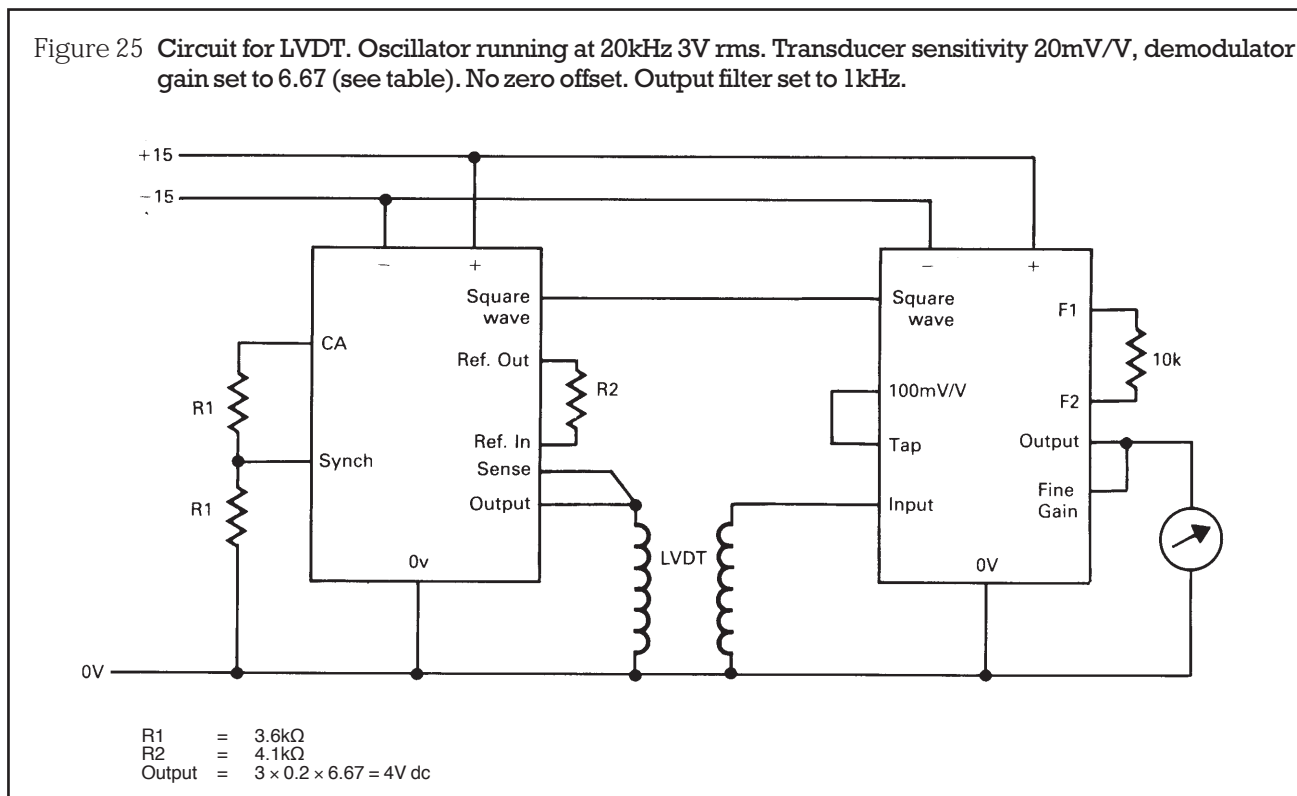 Figure 25 Circuit for LVDT. Oscillator running at 20kHz 3V rms. Transducer sensitivity 20mV/V, demodulator
gain set to 6.67 (see table). No zero offset. Output filter set to 1kHz.
+15
−15
−
+
−
+
Square
wave
Square
wave
F1
CA
Ref. Out
10k
R1
R2
100mV/V
F2
Ref. In
Tap
Output
Synch
Sense
R1
Output
Input
Fine
Gain
LVDT
0v
0V
0V
R1 = 3.6kΩ
R2 = 4.1kΩ
Output = 3 × 0.2 × 6.67 = 4V dc